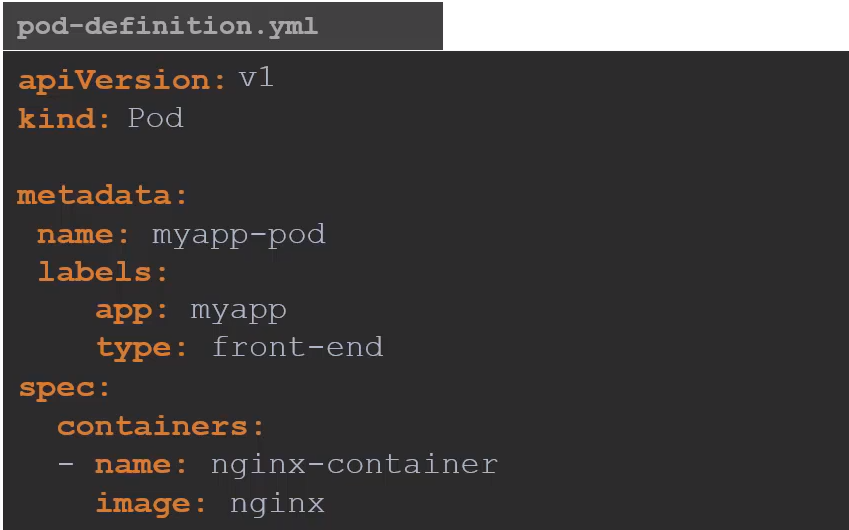 pod-definition.yml
apiVersion: v1
kind: Pod
metadata:
name: myapp-pod
labels:
app: myapp
type: front-end
spec:
containers:
- name: nginx-container
image: nginx